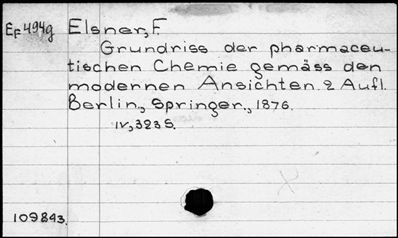 EF 494g Elsner, F.
Grundriss der pharmaceu-
tischen Chemie gemäss den
modernen Ansichten. 2 Aufl.
Berlin, Springer., 1876.
IV, 323 S.
109843.